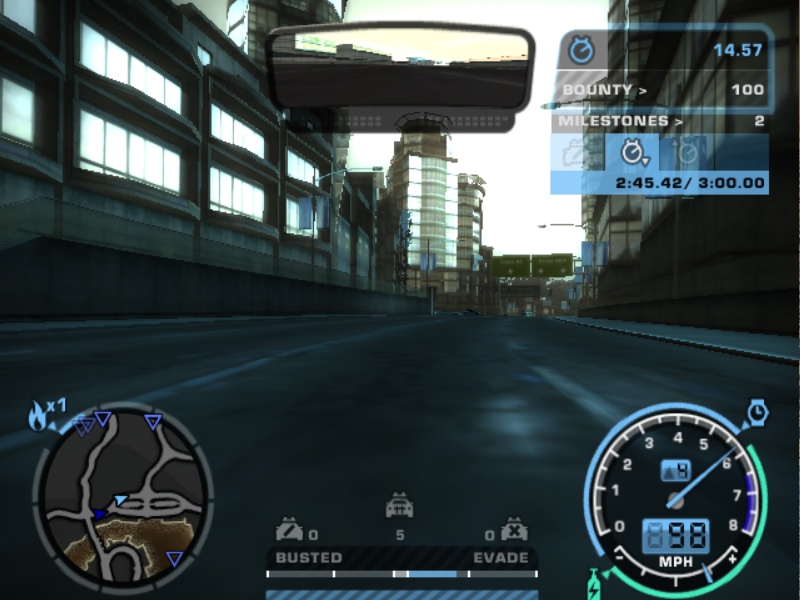 14.57
BOUNTY > 100
MILESTONES > 2
2:45.42/ 3:00.00
x1
0 5 0
BUSTED EVADE
0 1 2 3 4 5 6 7 8
4
98
MPH
- +